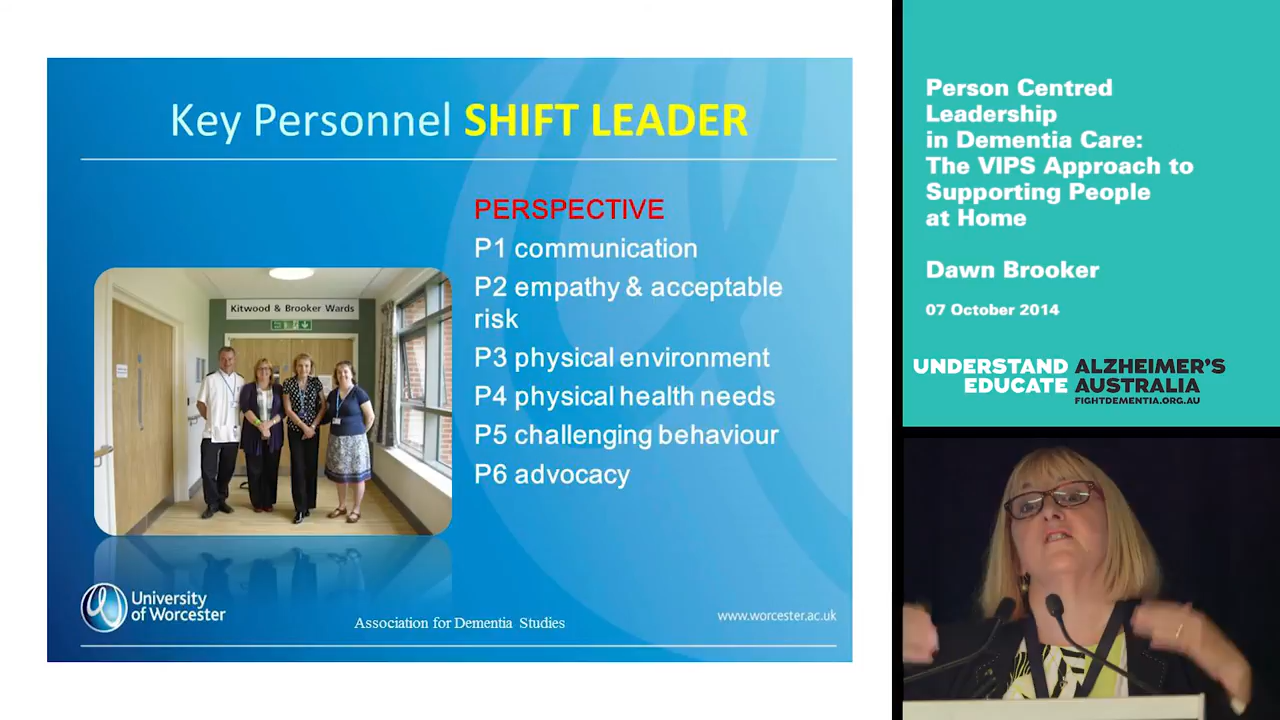 Key Personnel SHIFT LEADER
PERSPECTIVE
P1 communication
P2 empathy & acceptable
risk
P3 physical environment
P4 physical health needs
P5 challenging behaviour
P6 advocacy
Kitwood & Brooker Wards
University
of Worcester
Association for Dementia Studies
www.worcester.ac.uk
Person Centred
Leadership
in Dementia Care:
The VIPS Approach to
Supporting People
at Home
Dawn Brooker
07 October 2014
UNDERSTAND ALZHEIMER'S
EDUCATE AUSTRALIA
FIGHTDEMENTIA.ORG.AU